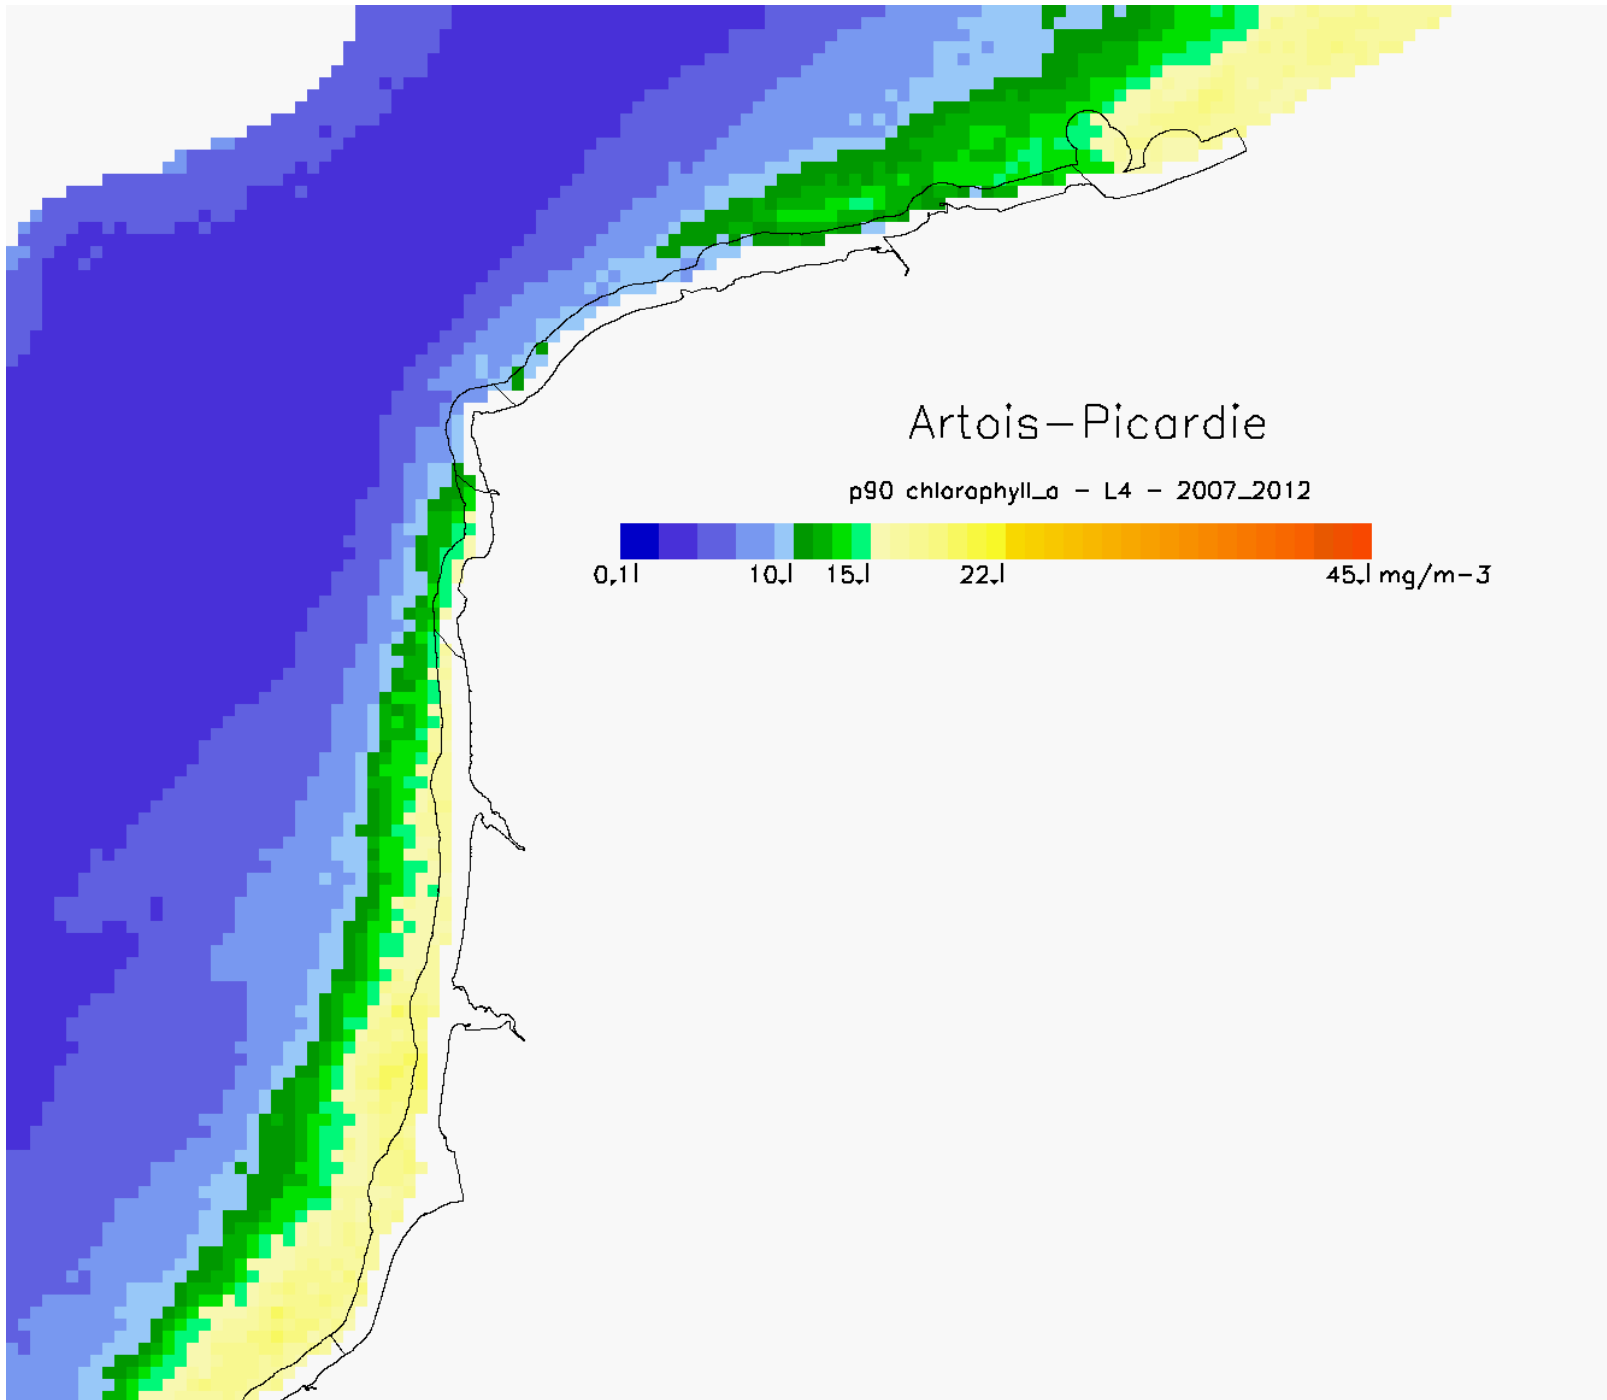 Artois-Picardie
p90 chlorophyll_a - L4 - 2007_2012
0.1| 10.| 15.| 22.| 45.| mg/m-3